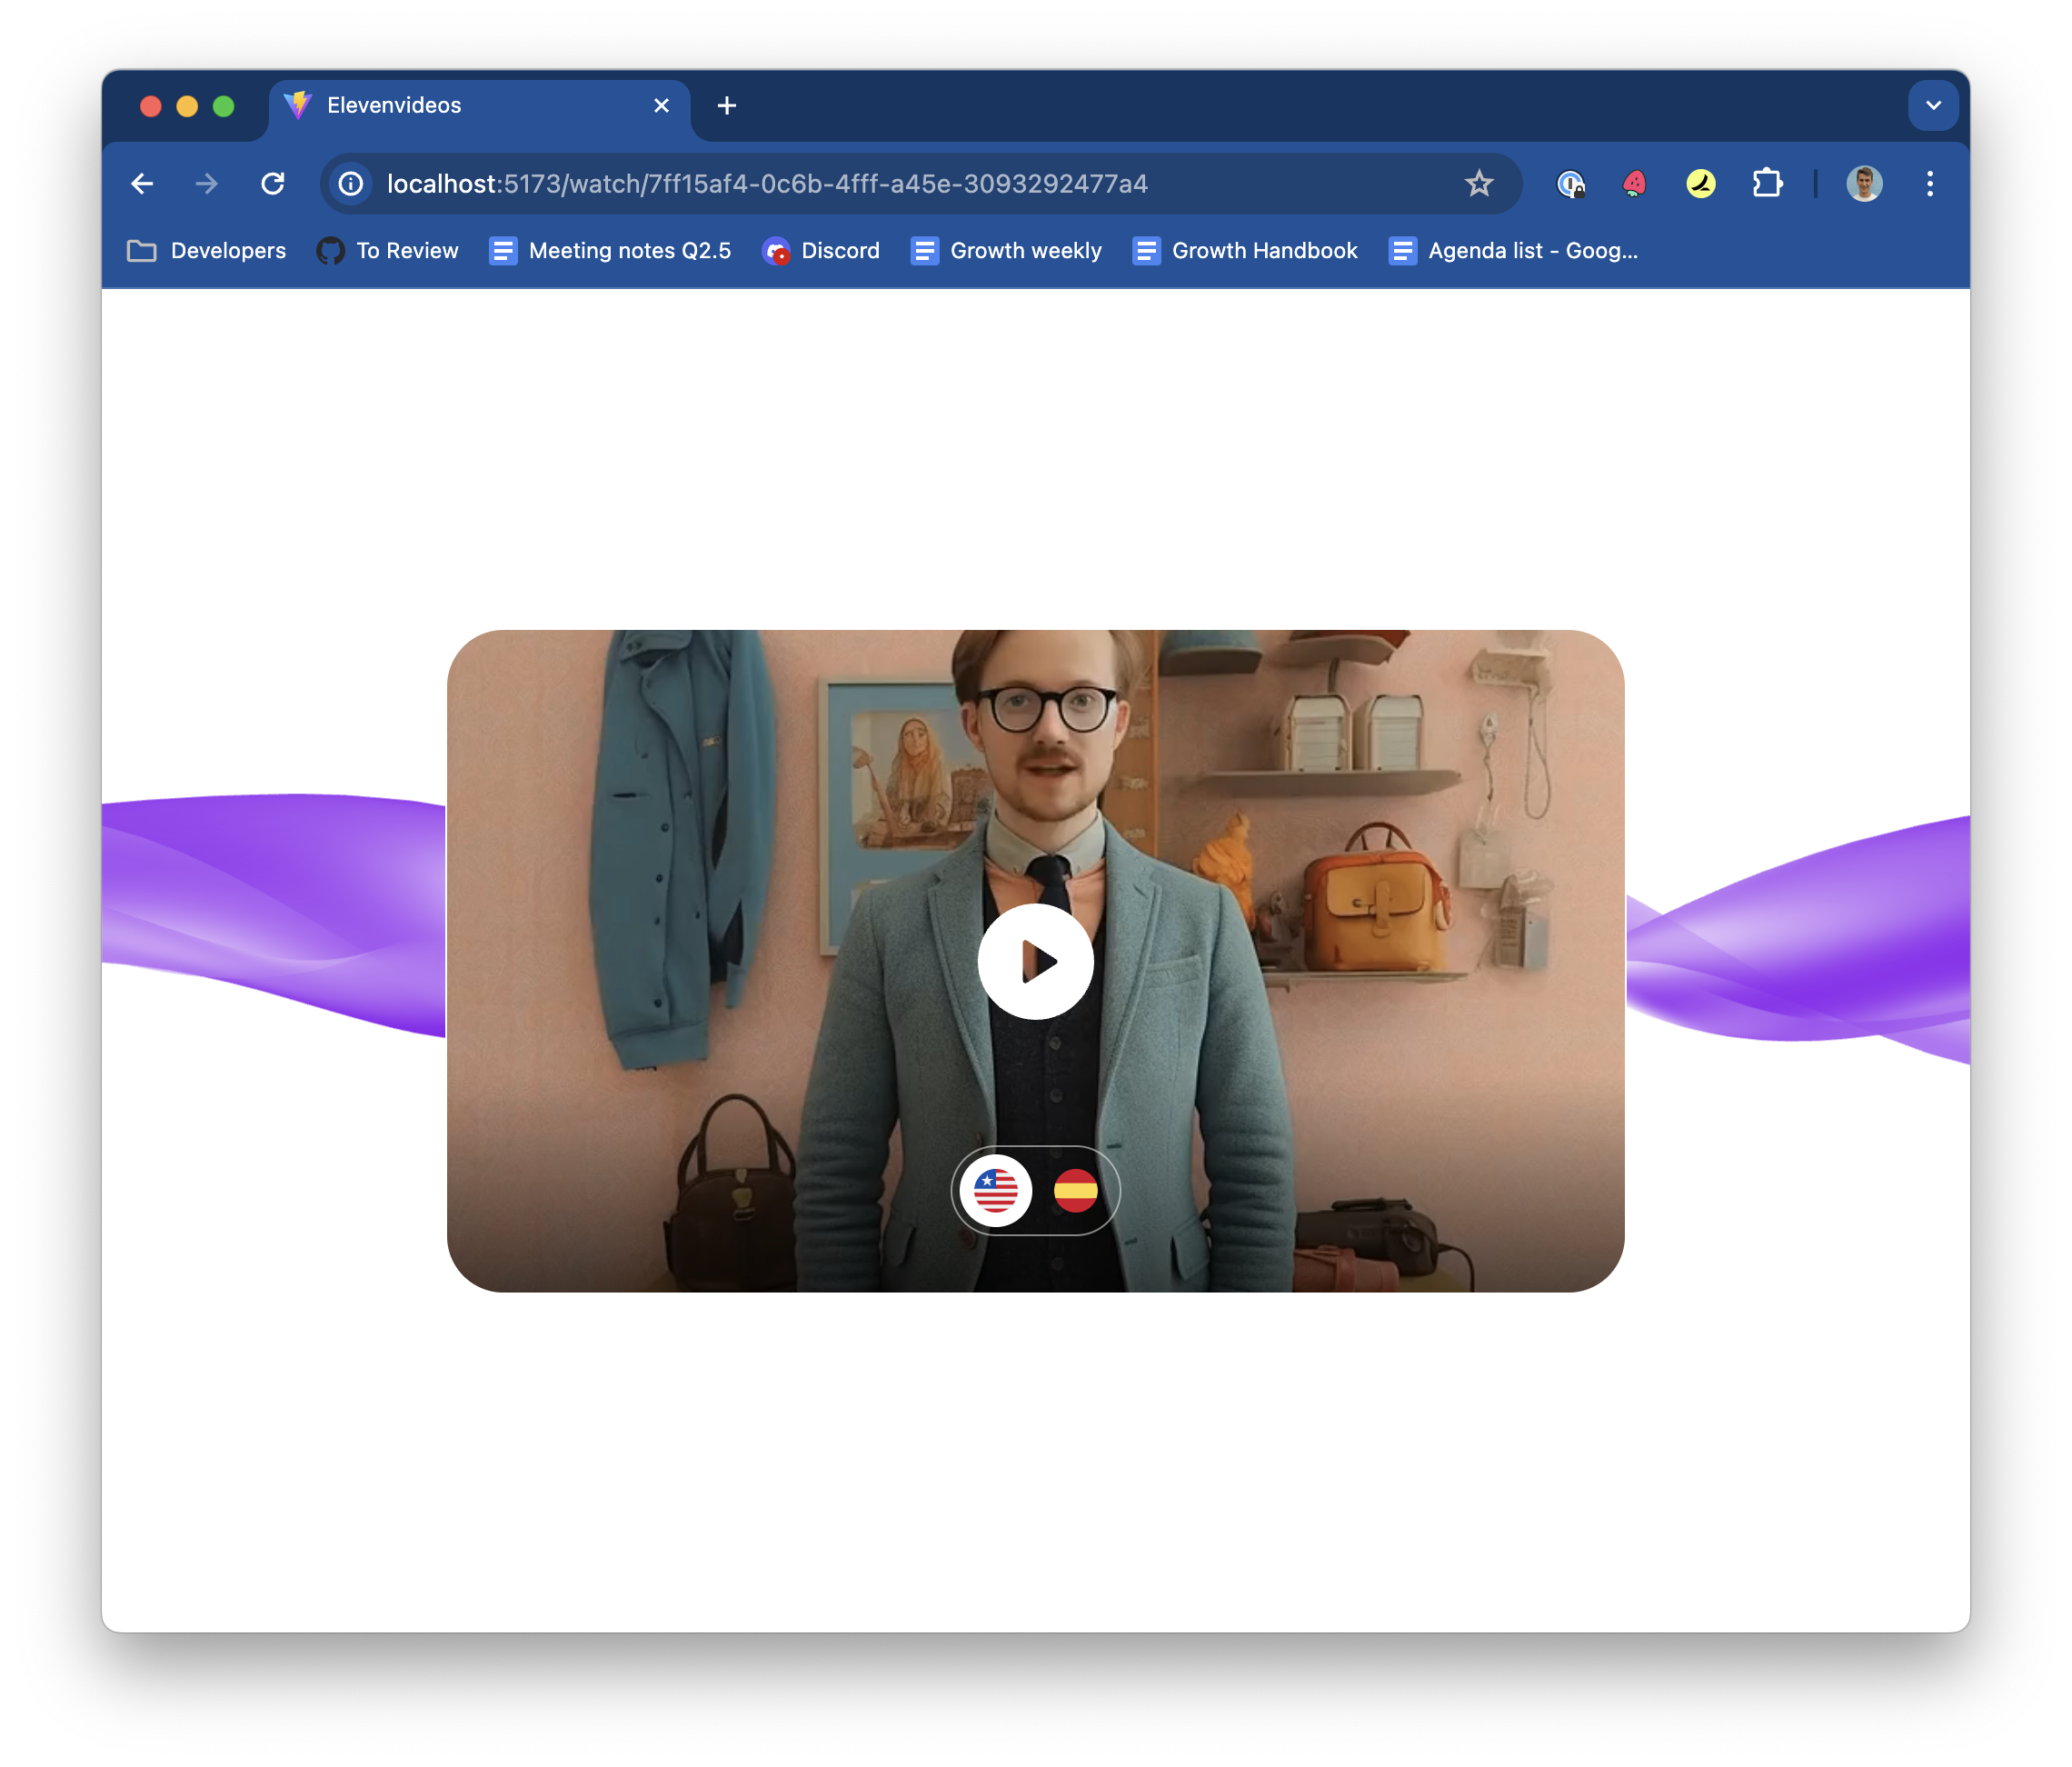 Elevenvideos
localhost:5173/watch/7ff15af4-0c6b-4fff-a45e-3093292477a4
Developers To Review Meeting notes Q2.5 Discord Growth weekly Growth Handbook Agenda list - Goog...